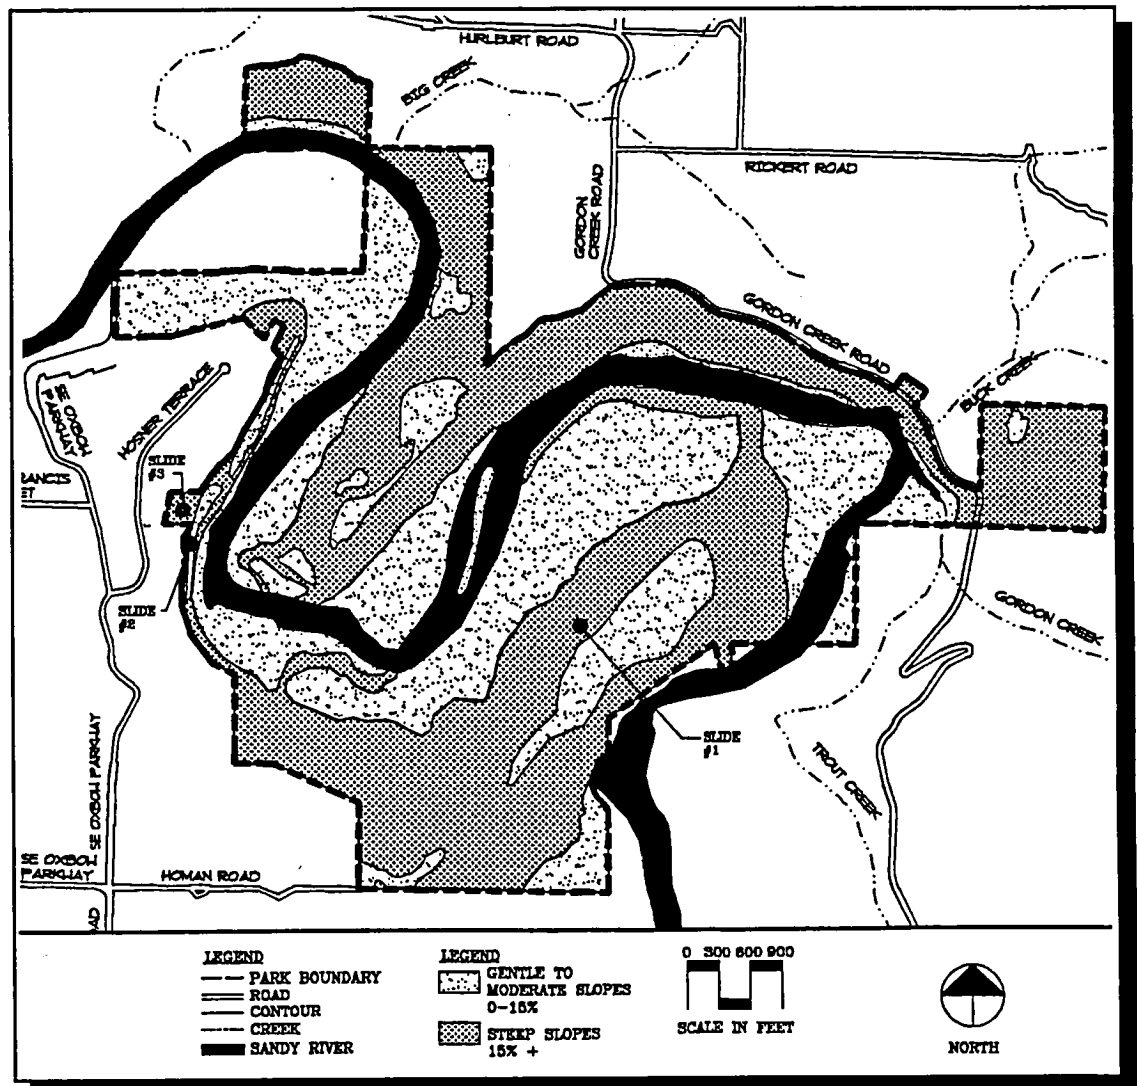 HURLBURT ROAD
BIG CREEK
RICKERT ROAD
GORDON
CREEK ROAD
GORDON CREEK ROAD
BUCK CREEK
SE OXBOW
PARKWAY
HOSNER TERRACE
SLIDE
#3
RANCIS
ET
SLIDE
#2
GORDON CREEK
SLIDE
#1
TROUT CREEK
SE OXBOW PARKWAY
SE OXBOW
PARKWAY
HOMAN ROAD
AD
LEGEND
PARK BOUNDARY
ROAD
CONTOUR
CREEK
SANDY RIVER
LEGEND
GENTLE TO
MODERATE SLOPES
0-15%
STEEP SLOPES
15% +
0 300 600 900
SCALE IN FEET
NORTH